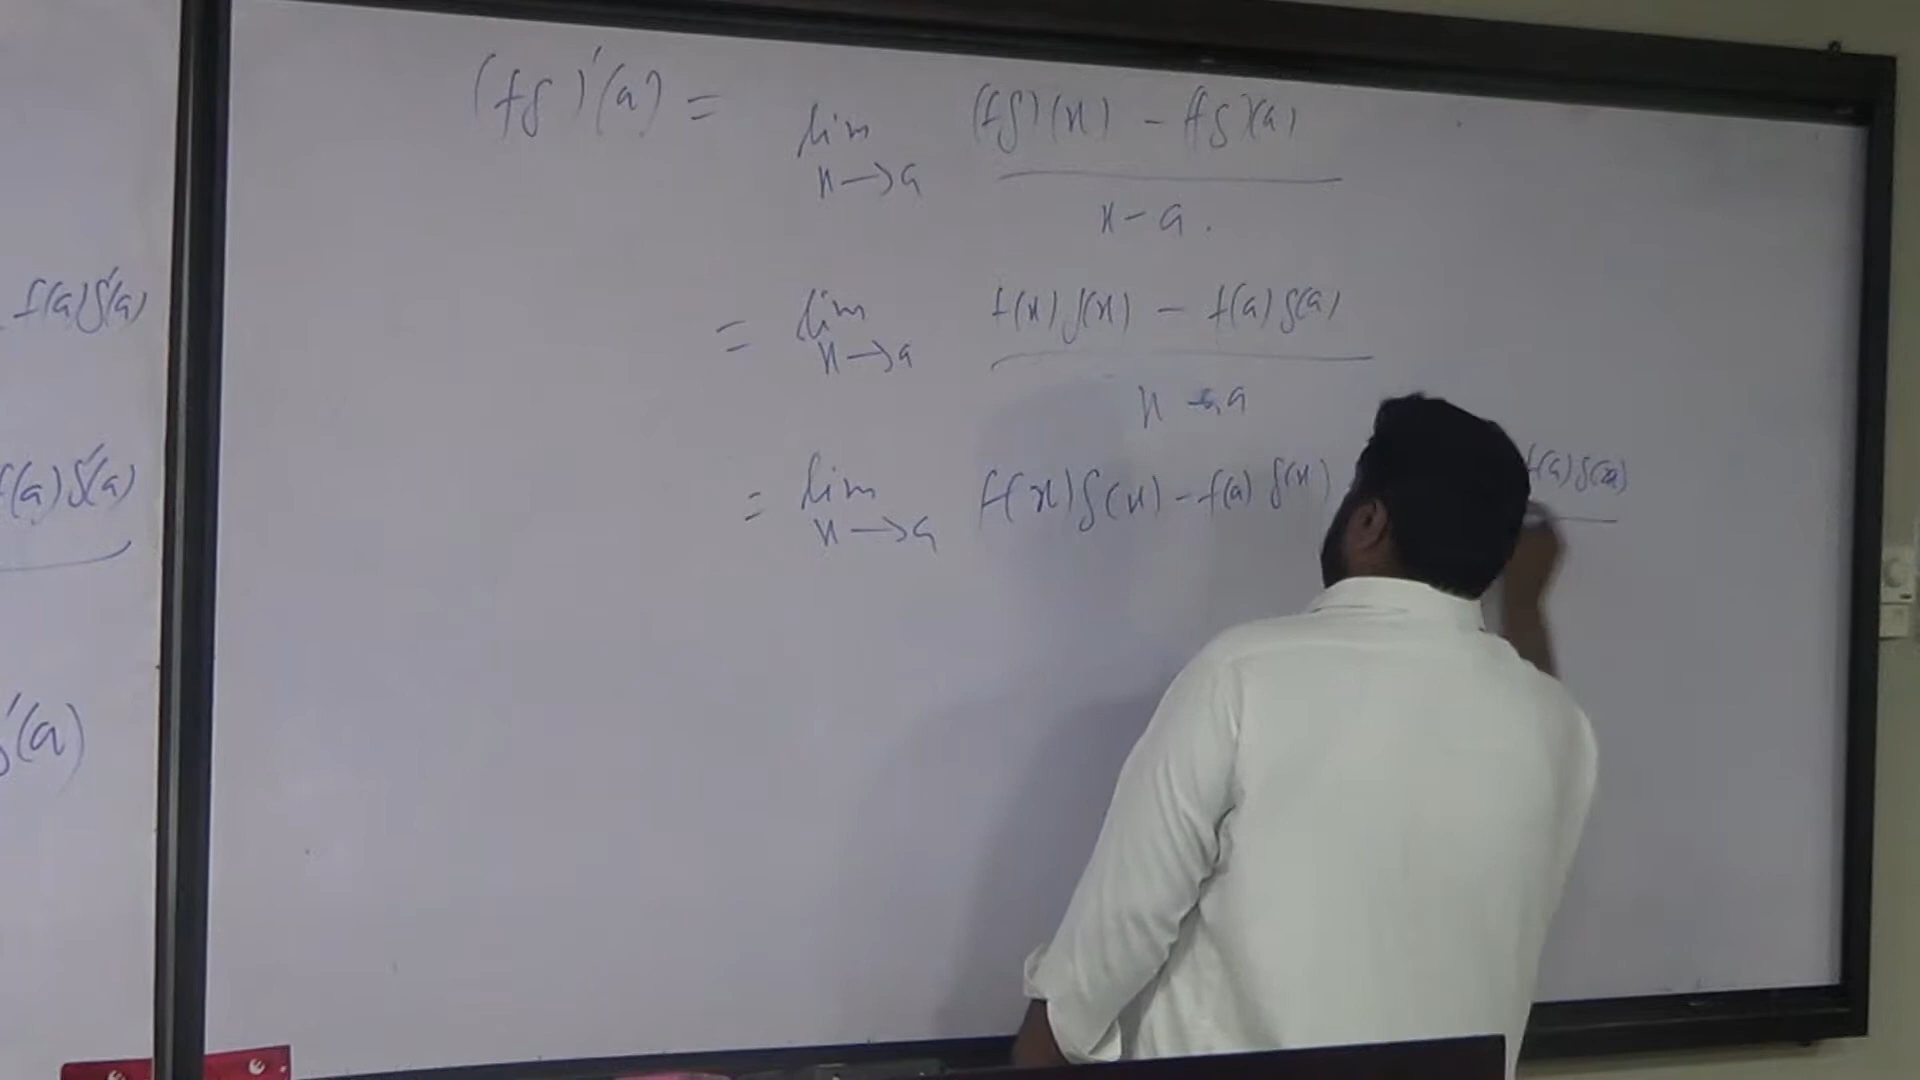 f(a)g'(a)
f(a)g'(a)
g'(a)
(fg)'(a) = lim (fg)(x) - (fg)(a)
x→a x-a.
= lim f(x)g(x) - f(a)g(a)
x→a x - a
= lim f(x)g(x) - f(a)g(x) f(a)g(a)
x→a